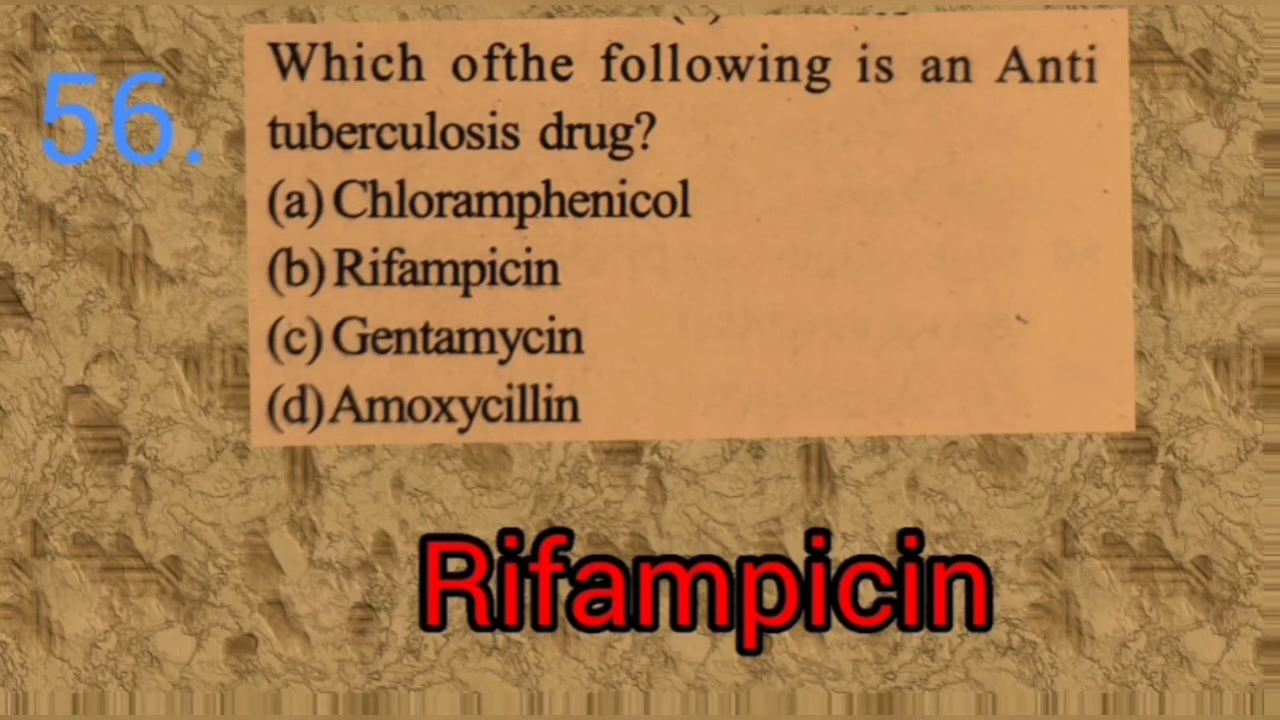 56.
Which ofthe following is an Anti
tuberculosis drug?
(a) Chloramphenicol
(b) Rifampicin
(c) Gentamycin
(d) Amoxycillin
Rifampicin